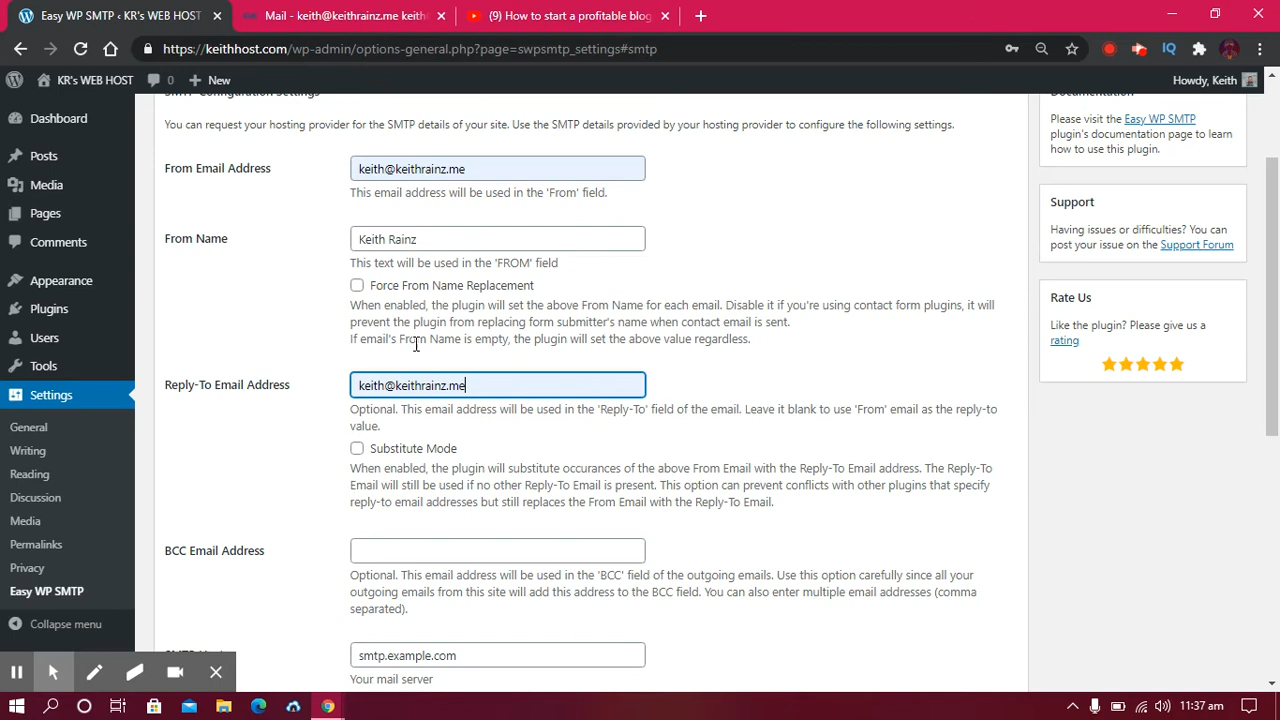 Easy WP SMTP ‹ KR's WEB HOST
Mail - keith@keithrainz.me keith
(9) How to start a profitable blog
https://keithhost.com/wp-admin/options-general.php?page=swpsmtp_settings#smtp
IQ
KR's WEB HOST
0
New
Howdy, Keith
Dashboard
Posts
Media
Pages
Comments
Appearance
Plugins
Users
Tools
Settings
General
Writing
Reading
Discussion
Media
Permalinks
Privacy
Easy WP SMTP
Collapse menu
SMTP Configuration Settings
You can request your hosting provider for the SMTP details of your site. Use the SMTP details provided by your hosting provider to configure the following settings.
From Email Address
keith@keithrainz.me
This email address will be used in the 'From' field.
From Name
Keith Rainz
This text will be used in the 'FROM' field
Force From Name Replacement
When enabled, the plugin will set the above From Name for each email. Disable it if you're using contact form plugins, it will
prevent the plugin from replacing form submitter's name when contact email is sent.
If email's From Name is empty, the plugin will set the above value regardless.
Reply-To Email Address
keith@keithrainz.me
Optional. This email address will be used in the 'Reply-To' field of the email. Leave it blank to use 'From' email as the reply-to
value.
Substitute Mode
When enabled, the plugin will substitute occurances of the above From Email with the Reply-To Email address. The Reply-To
Email will still be used if no other Reply-To Email is present. This option can prevent conflicts with other plugins that specify
reply-to email addresses but still replaces the From Email with the Reply-To Email.
BCC Email Address
Optional. This email address will be used in the 'BCC' field of the outgoing emails. Use this option carefully since all your
outgoing emails from this site will add this address to the BCC field. You can also enter multiple email addresses (comma
separated).
smtp.example.com
Your mail server
Documentation
Please visit the Easy WP SMTP
plugin's documentation page to learn
how to use this plugin.
Support
Having issues or difficulties? You can
post your issue on the Support Forum
Rate Us
Like the plugin? Please give us a
rating
11:37 am